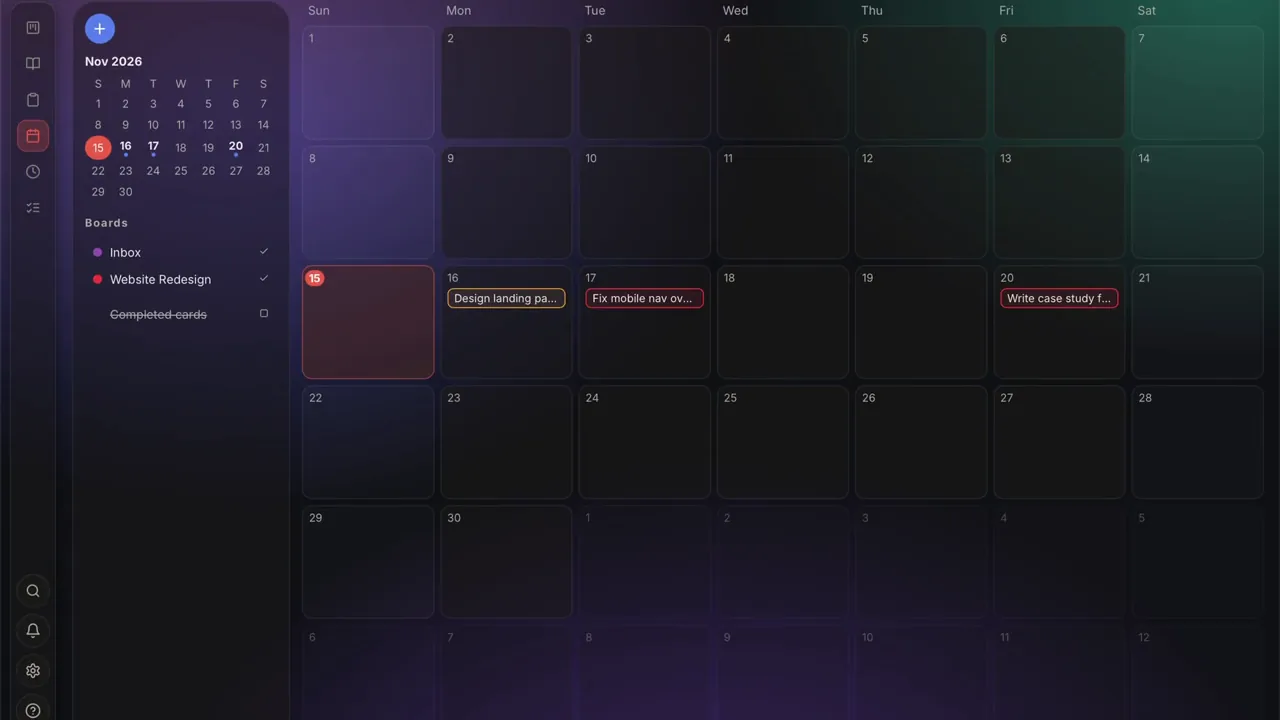 Nov 2026
S M T W T F S
1 2 3 4 5 6 7
8 9 10 11 12 13 14
15 16 17 18 19 20 21
22 23 24 25 26 27 28
29 30
Boards
Inbox
Website Redesign
Completed cards
Sun Mon Tue Wed Thu Fri Sat
1 2 3 4 5 6 7
8 9 10 11 12 13 14
15 16 17 18 19 20 21
Design landing pa... Fix mobile nav ov... Write case study f...
22 23 24 25 26 27 28
29 30 1 2 3 4 5
6 7 8 9 10 11 12